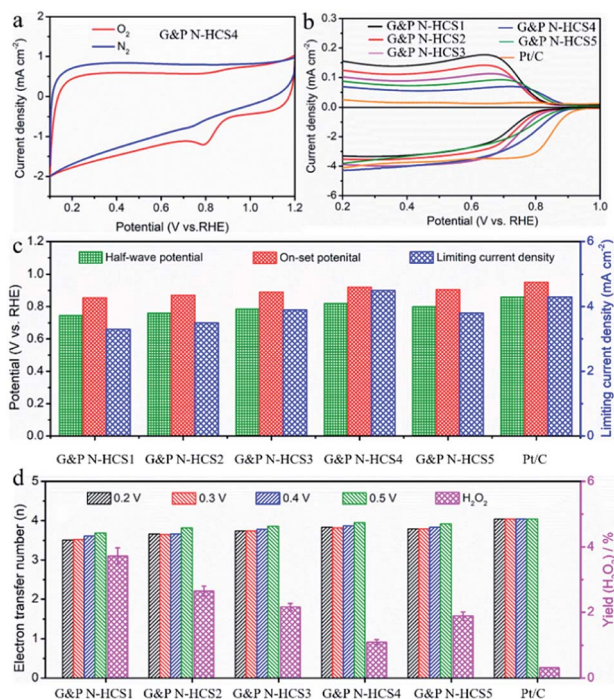 a
O₂
N₂
G&P N-HCS4
Current density (mA cm⁻²)
2
1
0
-1
-2
0.2 0.4 0.6 0.8 1.0 1.2
Potential (V vs.RHE)
b
G&P N-HCS1
G&P N-HCS2
G&P N-HCS3
G&P N-HCS4
G&P N-HCS5
Pt/C
Current density (mA cm⁻²)
0.3
0.2
0.1
0.0
-2
-4
-6
0.2 0.4 0.6 0.8 1.0
Potential (V vs. RHE)
c
Half-wave potential
On-set potential
Limiting current density
Potential (V vs. RHE)
1.2
1.0
0.8
0.6
0.4
0.2
0.0
Limiting current density (mA cm⁻²)
6
4
2
0
G&P N-HCS1 G&P N-HCS2 G&P N-HCS3 G&P N-HCS4 G&P N-HCS5 Pt/C
d
0.2 V
0.3 V
0.4 V
0.5 V
H₂O₂
Electron transfer number (n)
5
4
3
2
1
0
Yield (H₂O₂) / %
6
4
2
0
G&P N-HCS1 G&P N-HCS2 G&P N-HCS3 G&P N-HCS4 G&P N-HCS5 Pt/C